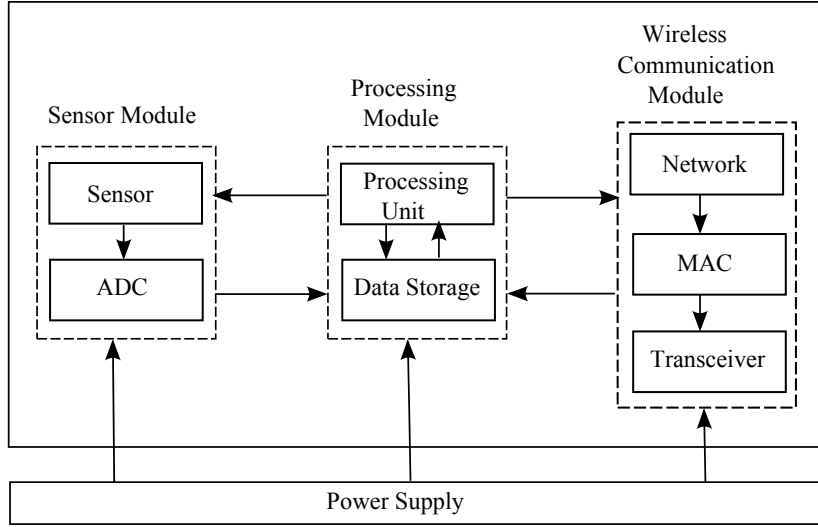 Sensor Module
Sensor
ADC
Processing
Module
Processing
Unit
Data Storage
Wireless
Communication
Module
Network
MAC
Transceiver
Power Supply